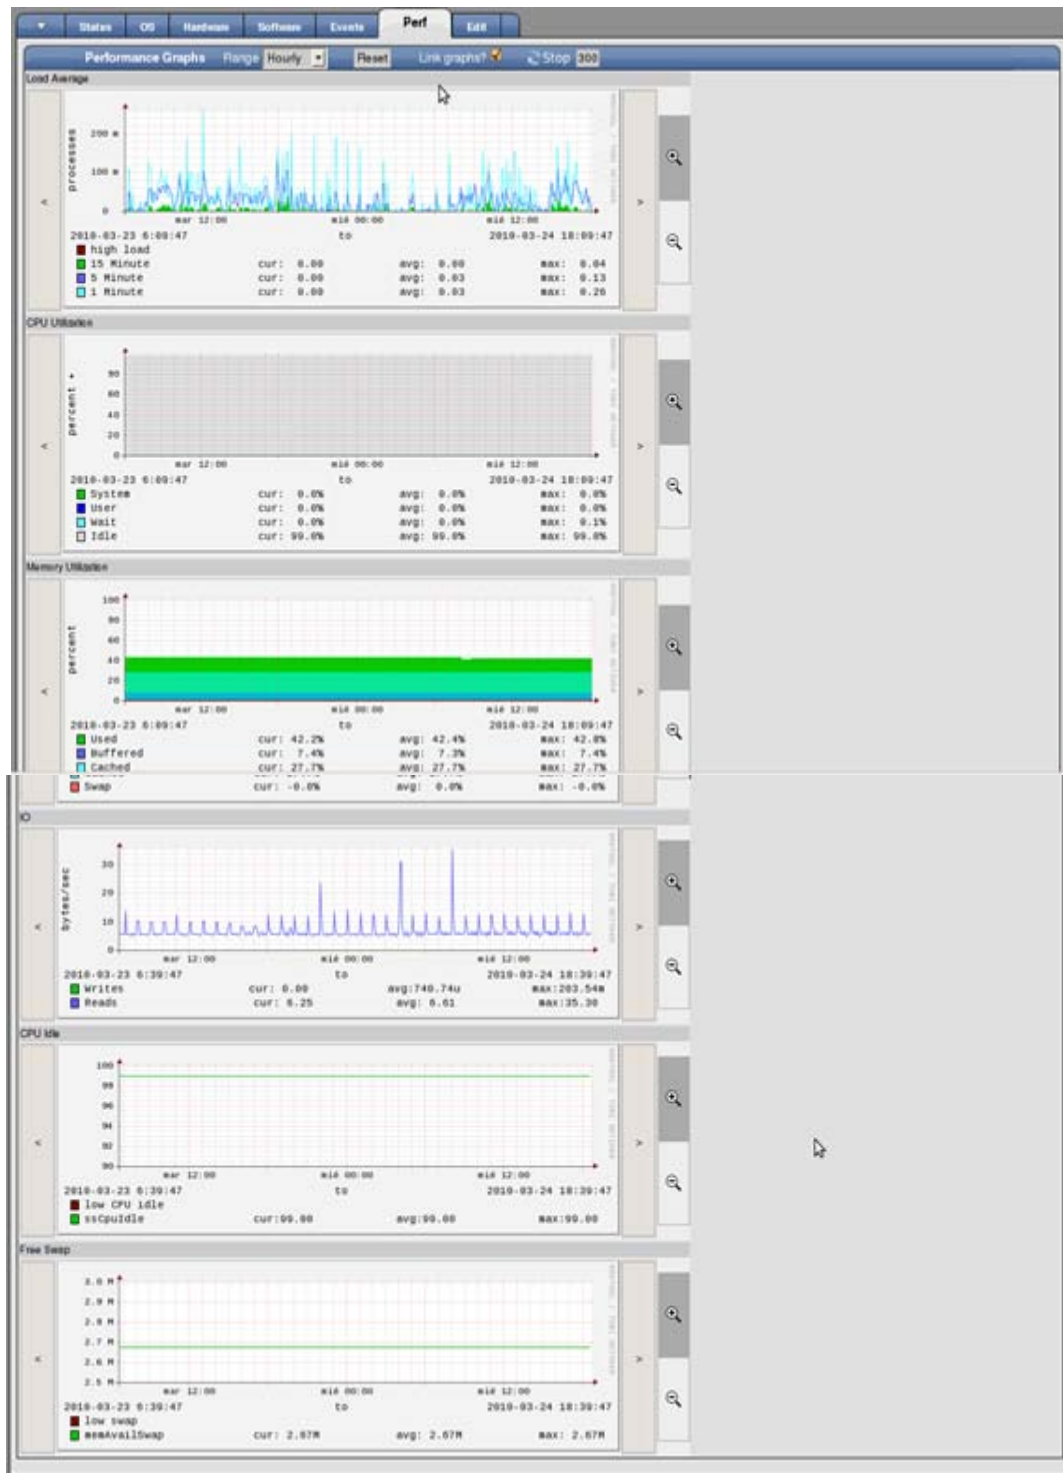 Status OS Hardware Software Events Perf Edit
Performance Graphs Range Hourly Reset Link graphs? Stop 300
Load Average
processes
200 m
100 m
0
mar 12:00 mié 00:00 mié 12:00
2010-03-23 6:09:47 to 2010-03-24 18:09:47
high load
15 Minute cur: 0.00 avg: 0.00 max: 0.04
5 Minute cur: 0.00 avg: 0.03 max: 0.13
1 Minute cur: 0.00 avg: 0.03 max: 0.26
CPU Utilization
percent +
80
60
40
20
0
mar 12:00 mié 00:00 mié 12:00
2010-03-23 6:09:47 to 2010-03-24 18:09:47
System cur: 0.0% avg: 0.0% max: 0.0%
User cur: 0.0% avg: 0.0% max: 0.0%
Wait cur: 0.0% avg: 0.0% max: 0.1%
Idle cur: 99.0% avg: 99.0% max: 99.0%
Memory Utilization
percent
100
80
60
40
20
0
mar 12:00 mié 00:00 mié 12:00
2010-03-23 6:09:47 to 2010-03-24 18:09:47
Used cur: 42.2% avg: 42.4% max: 42.8%
Buffered cur: 7.4% avg: 7.3% max: 7.4%
Cached cur: 27.7% avg: 27.7% max: 27.7%
Swap cur: -0.0% avg: 0.0% max: -0.0%
IO
bytes/sec
30
20
10
0
mar 12:00 mié 00:00 mié 12:00
2010-03-23 6:39:47 to 2010-03-24 18:39:47
Writes cur: 0.00 avg:740.74u max:203.54m
Reads cur: 6.25 avg: 6.61 max:35.30
CPU Idle
100
98
96
94
92
90
mar 12:00 mié 00:00 mié 12:00
2010-03-23 6:39:47 to 2010-03-24 18:39:47
low CPU idle
ssCpuIdle cur:99.00 avg:99.00 max:99.00
Free Swap
3.0 M
2.9 M
2.8 M
2.7 M
2.6 M
2.5 M
mar 12:00 mié 00:00 mié 12:00
2010-03-23 6:39:47 to 2010-03-24 18:39:47
low swap
memAvailSwap cur: 2.67M avg: 2.67M max: 2.67M